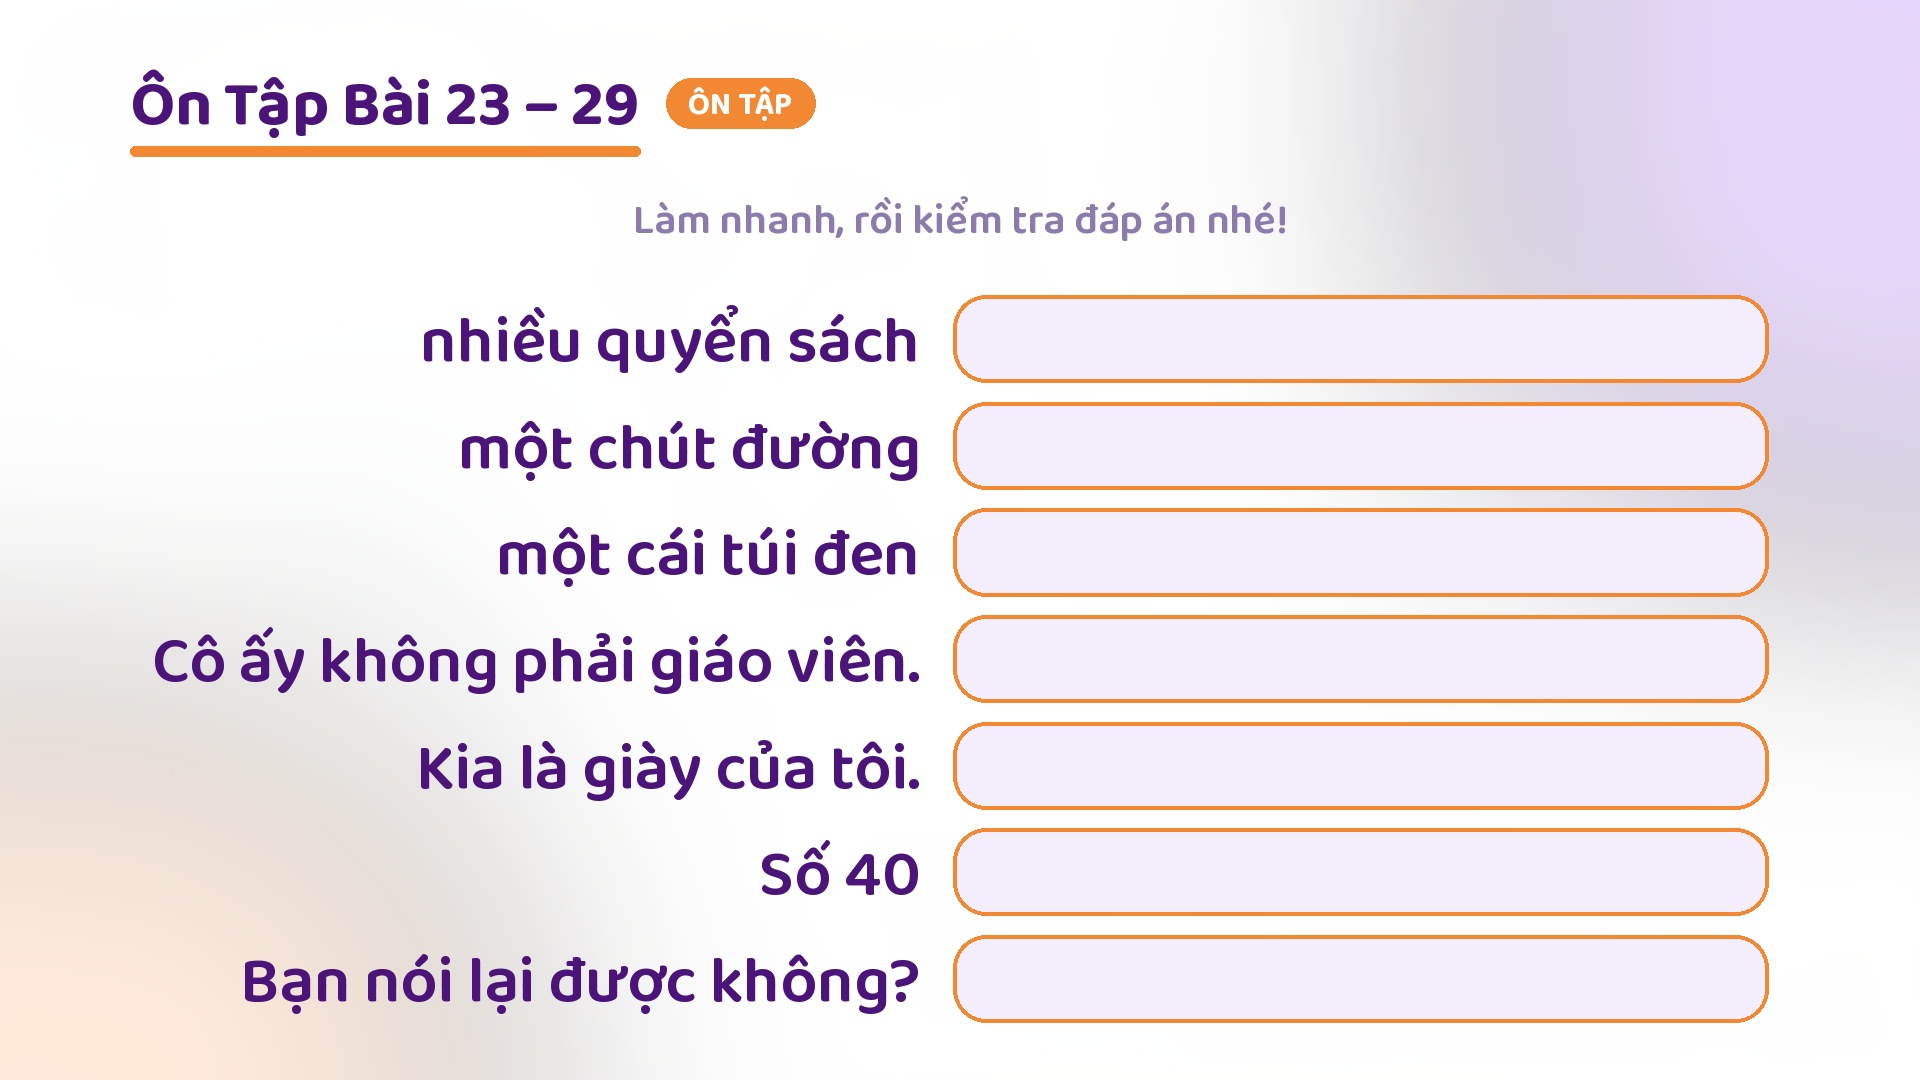 Ôn Tập Bài 23 – 29
ÔN TẬP
Làm nhanh, rồi kiểm tra đáp án nhé!
nhiều quyển sách
một chút đường
một cái túi đen
Cô ấy không phải giáo viên.
Kia là giày của tôi.
Số 40
Bạn nói lại được không?